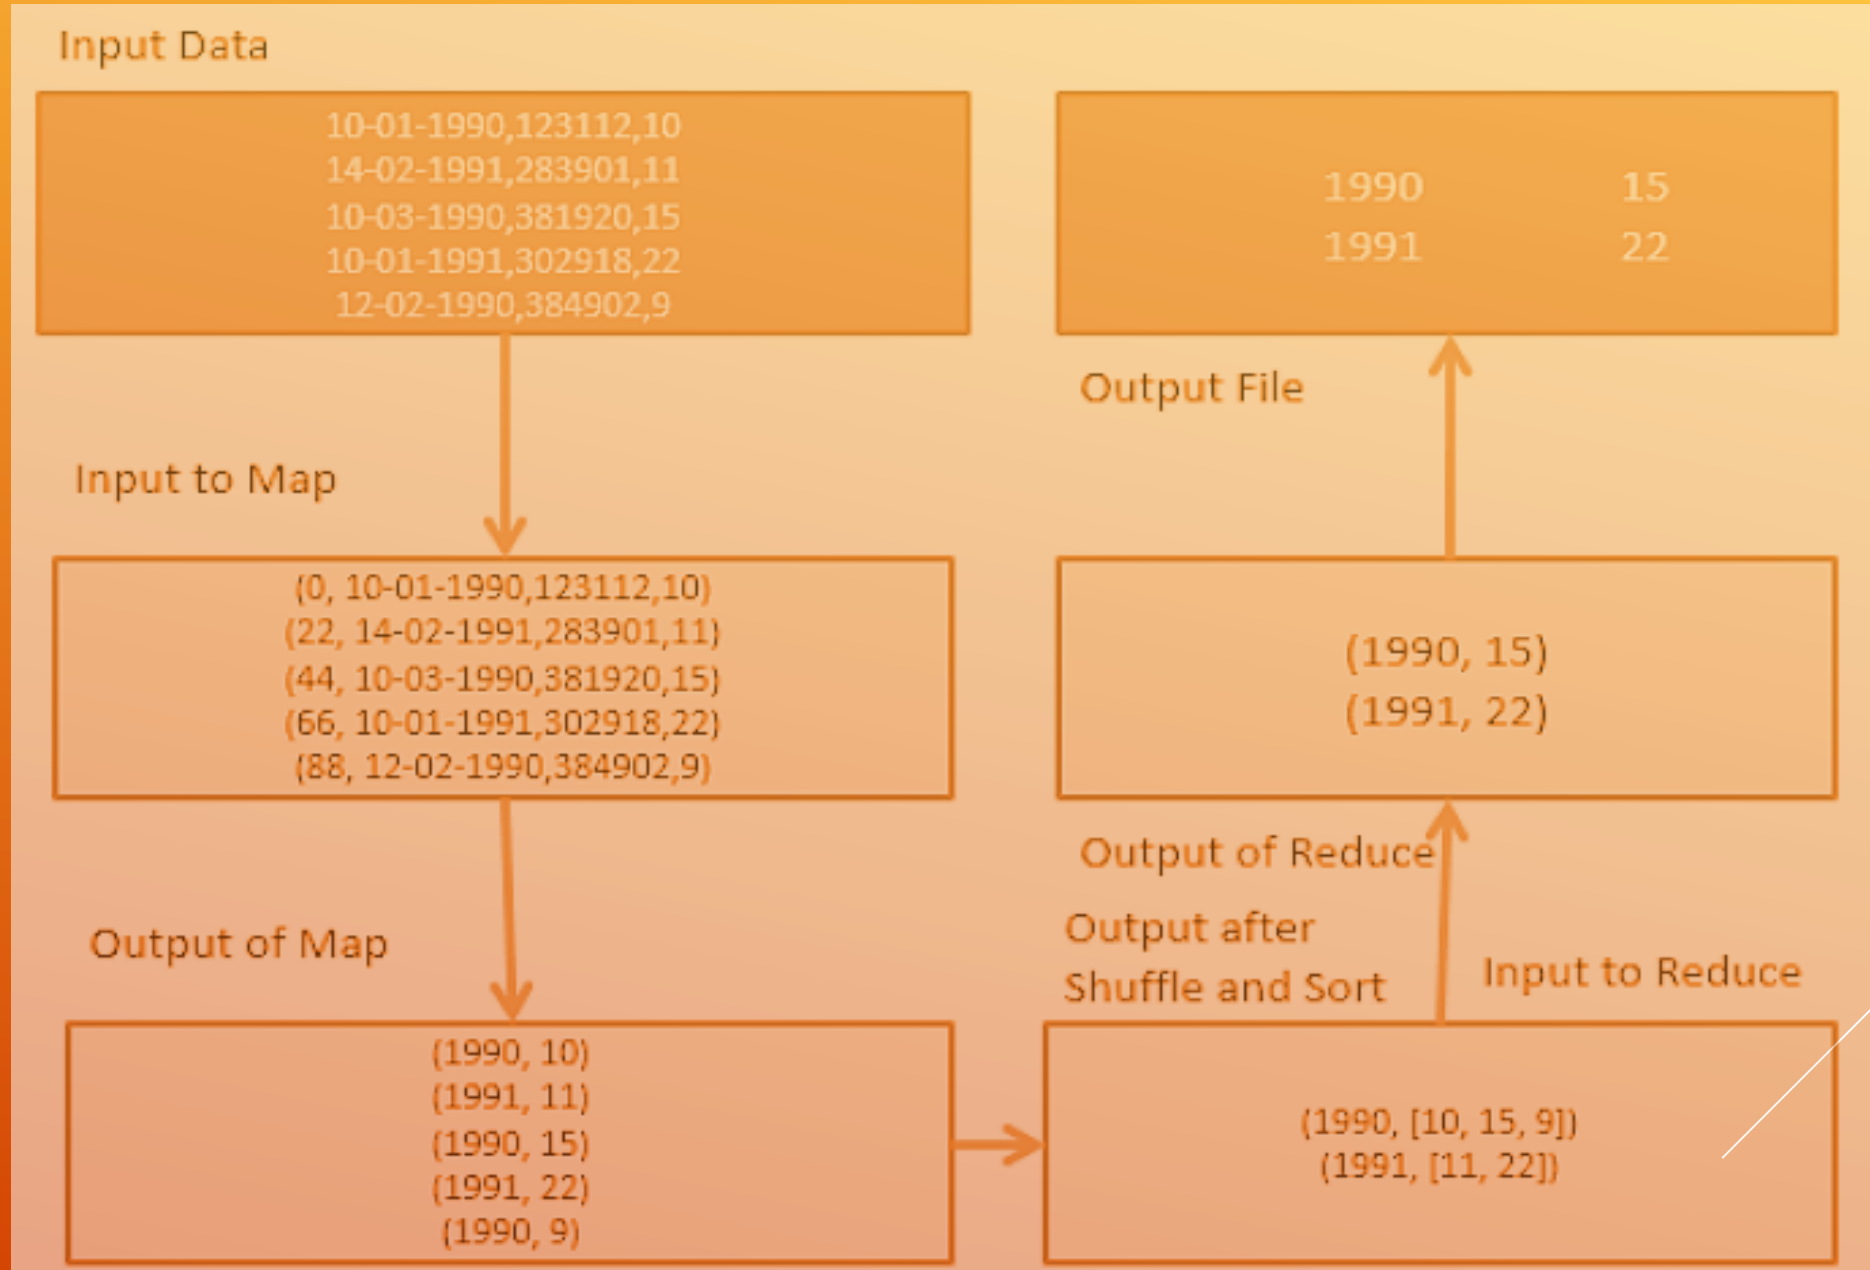 Input Data
10-01-1990,123112,10
14-02-1991,283901,11
10-03-1990,381920,15
10-01-1991,302918,22
12-02-1990,384902,9
Input to Map
(0, 10-01-1990,123112,10)
(22, 14-02-1991,283901,11)
(44, 10-03-1990,381920,15)
(66, 10-01-1991,302918,22)
(88, 12-02-1990,384902,9)
Output of Map
(1990, 10)
(1991, 11)
(1990, 15)
(1991, 22)
(1990, 9)
Output after
Shuffle and Sort
Input to Reduce
(1990, [10, 15, 9])
(1991, [11, 22])
Output of Reduce
(1990, 15)
(1991, 22)
Output File
1990 15
1991 22